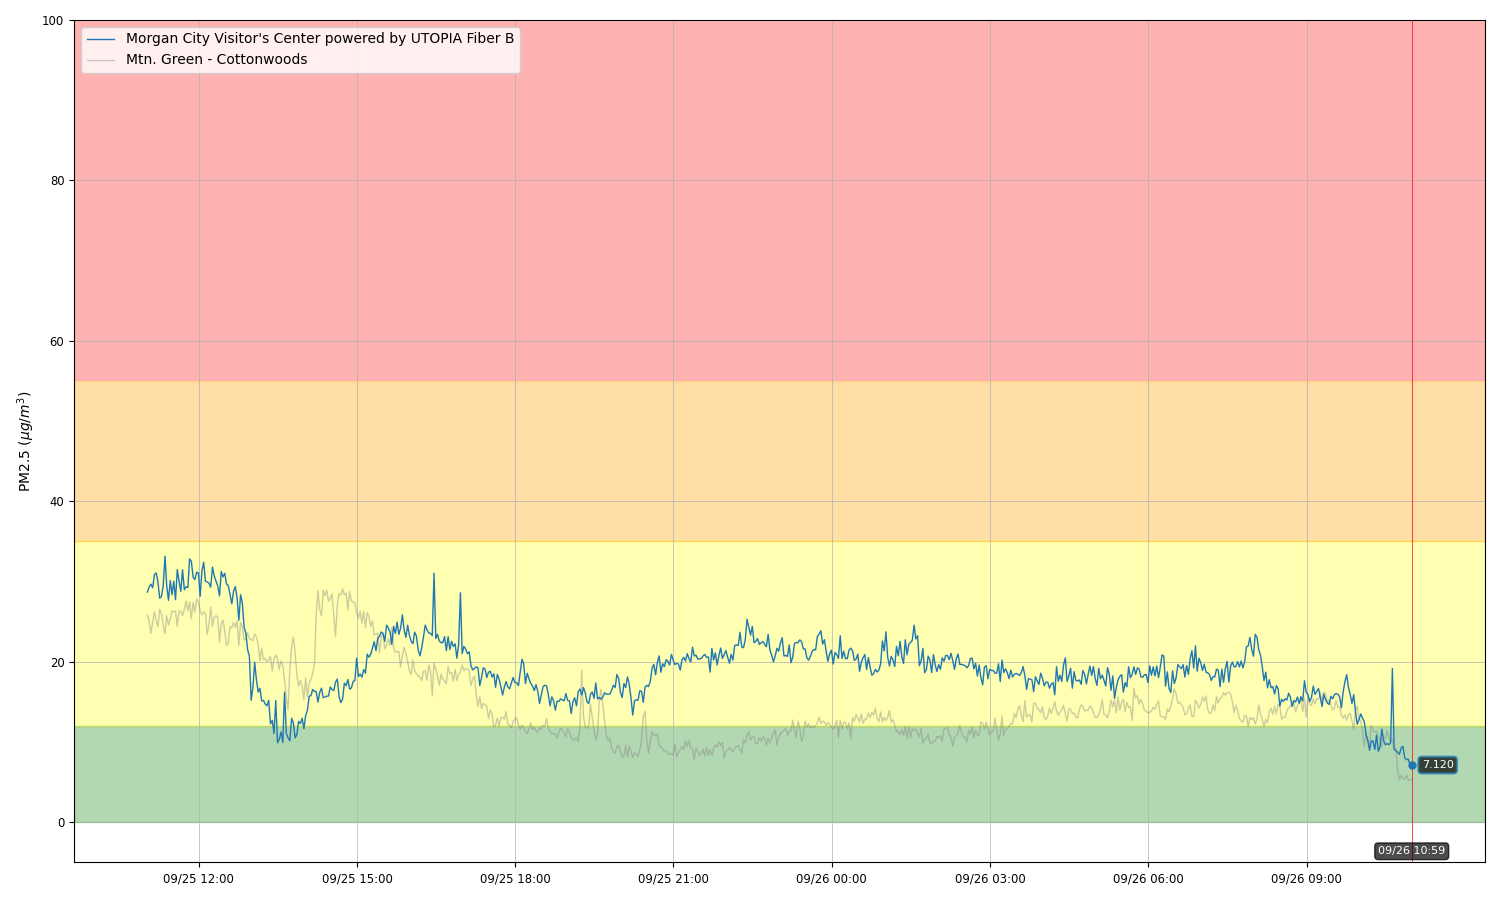 100
Morgan City Visitor's Center powered by UTOPIA Fiber B
Mtn. Green - Cottonwoods
80
60
PM2.5 (μg/m³)
40
20
7.120
0
09/26 10:59
09/25 12:00 09/25 15:00 09/25 18:00 09/25 21:00 09/26 00:00 09/26 03:00 09/26 06:00 09/26 09:00